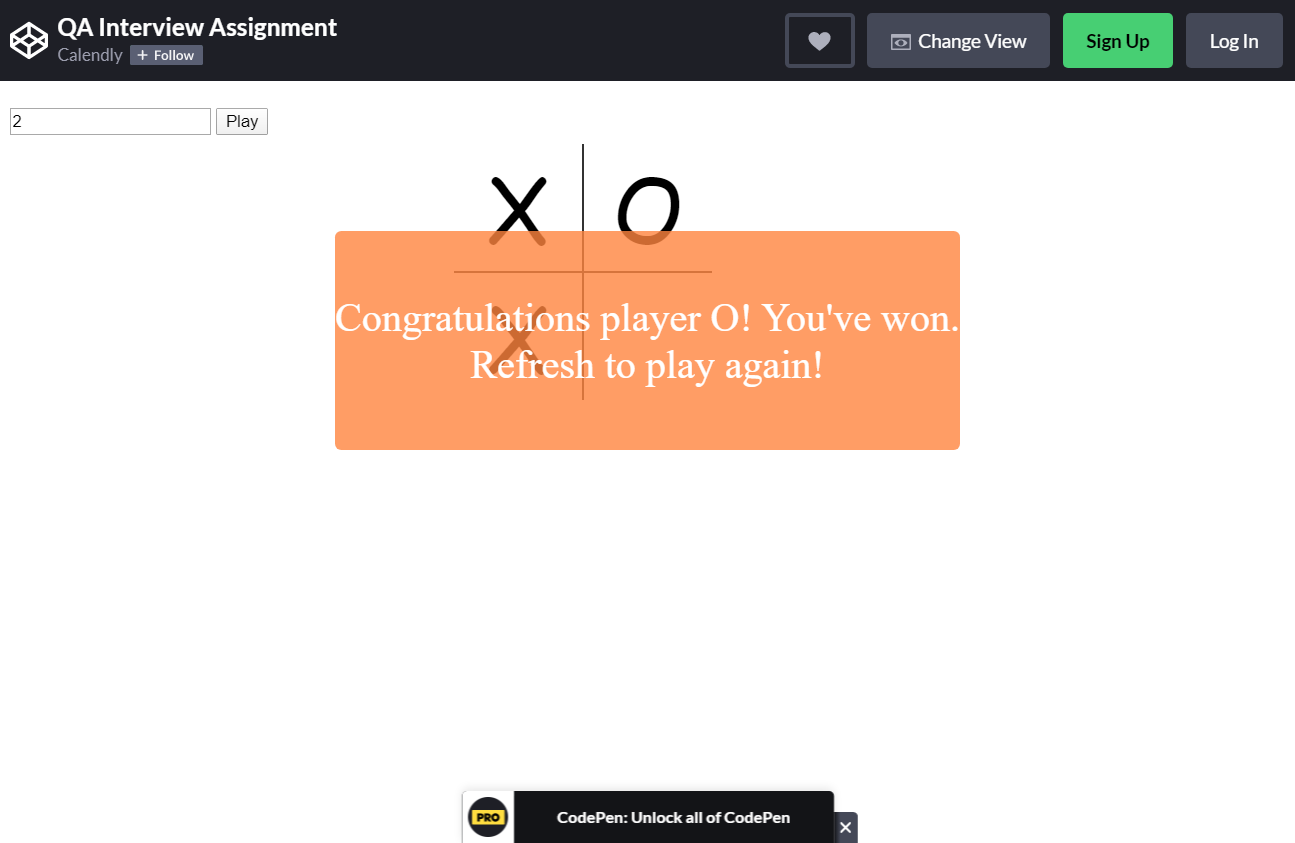 QA Interview Assignment
Calendly + Follow
Change View
Sign Up
Log In
2
Play
X O
Congratulations player O! You've won.
X
Refresh to play again!
PRO
CodePen: Unlock all of CodePen